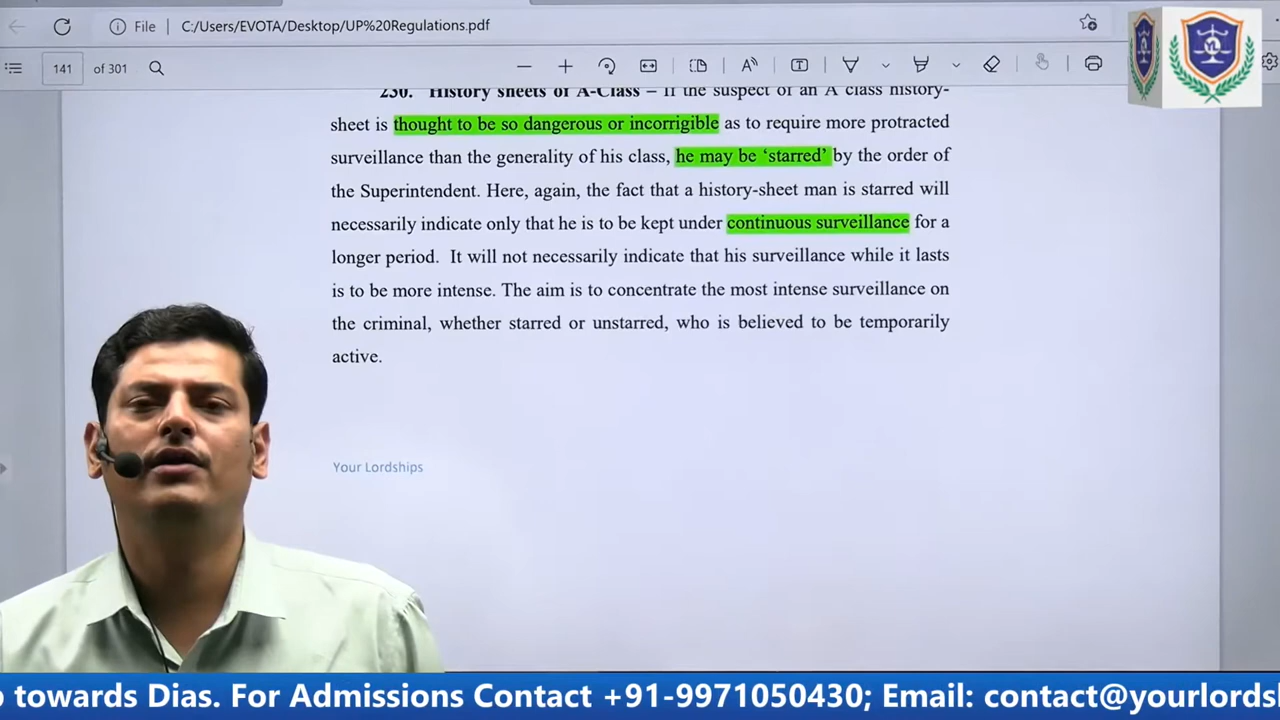 File
C:/Users/EVOTA/Desktop/UP%20Regulations.pdf
141 of 301
230. History sheets of A-Class – If the suspect of an A class history-
sheet is thought to be so dangerous or incorrigible as to require more protracted
surveillance than the generality of his class, he may be ‘starred’ by the order of
the Superintendent. Here, again, the fact that a history-sheet man is starred will
necessarily indicate only that he is to be kept under continuous surveillance for a
longer period. It will not necessarily indicate that his surveillance while it lasts
is to be more intense. The aim is to concentrate the most intense surveillance on
the criminal, whether starred or unstarred, who is believed to be temporarily
active.
Your Lordships
towards Dias. For Admissions Contact +91-9971050430; Email: contact@yourlords